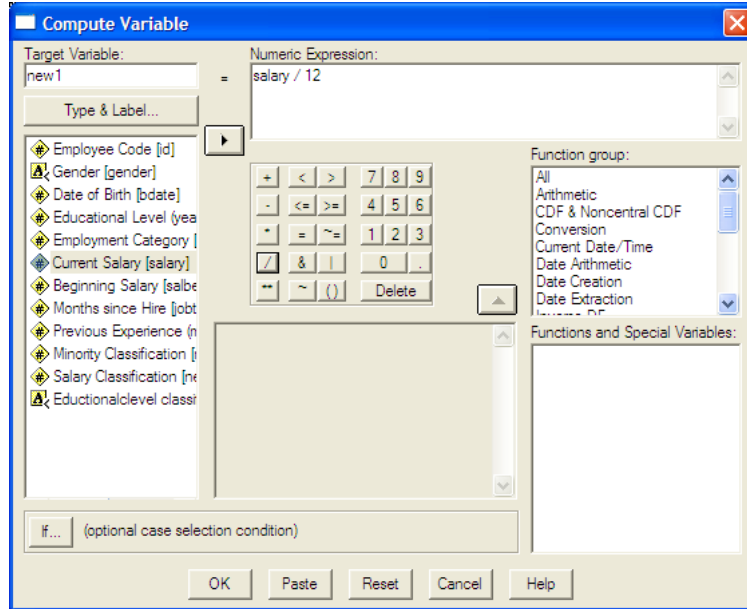 Compute Variable
Target Variable:
new1
=
Numeric Expression:
salary / 12
Type & Label...
Employee Code [id]
Gender [gender]
Date of Birth [bdate]
Educational Level (yea
Employment Category [
Current Salary [salary]
Beginning Salary [salbe
Months since Hire [jobt
Previous Experience (m
Minority Classification [
Salary Classification [ne
Eductionalclevel classif
+ < > 7 8 9
- <= >= 4 5 6
* = ~= 1 2 3
/ & | 0 .
** ~ () Delete
Function group:
All
Arithmetic
CDF & Noncentral CDF
Conversion
Current Date/Time
Date Arithmetic
Date Creation
Date Extraction
Inverse DF
Functions and Special Variables:
If... (optional case selection condition)
OK Paste Reset Cancel Help